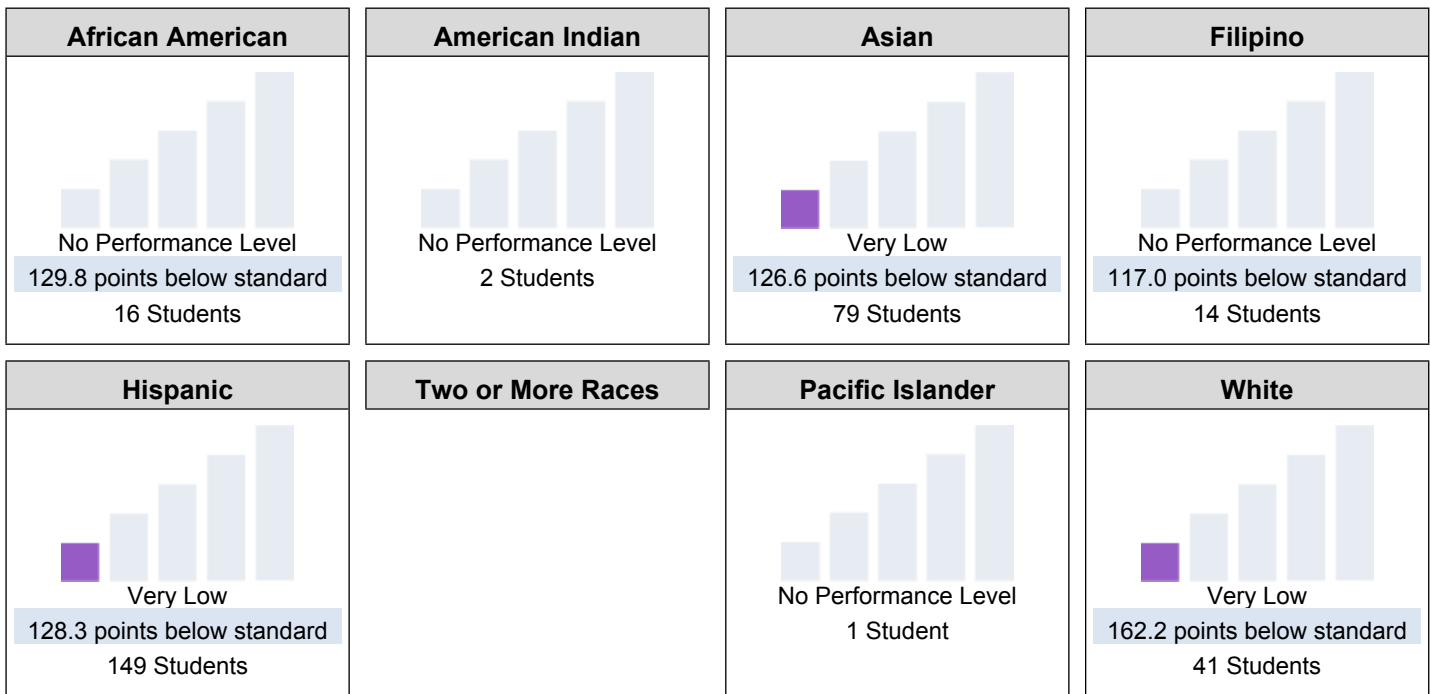 African American
No Performance Level
129.8 points below standard
16 Students
American Indian
No Performance Level
2 Students
Asian
Very Low
126.6 points below standard
79 Students
Filipino
No Performance Level
117.0 points below standard
14 Students
Hispanic
Very Low
128.3 points below standard
149 Students
Two or More Races
Pacific Islander
No Performance Level
1 Student
White
Very Low
162.2 points below standard
41 Students